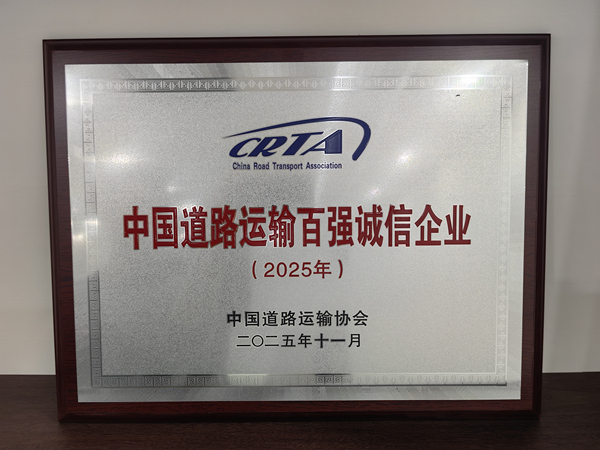 CRTA
China Road Transport Association
中国道路运输百强诚信企业
（2025年）
中国道路运输协会
二〇二五年十一月